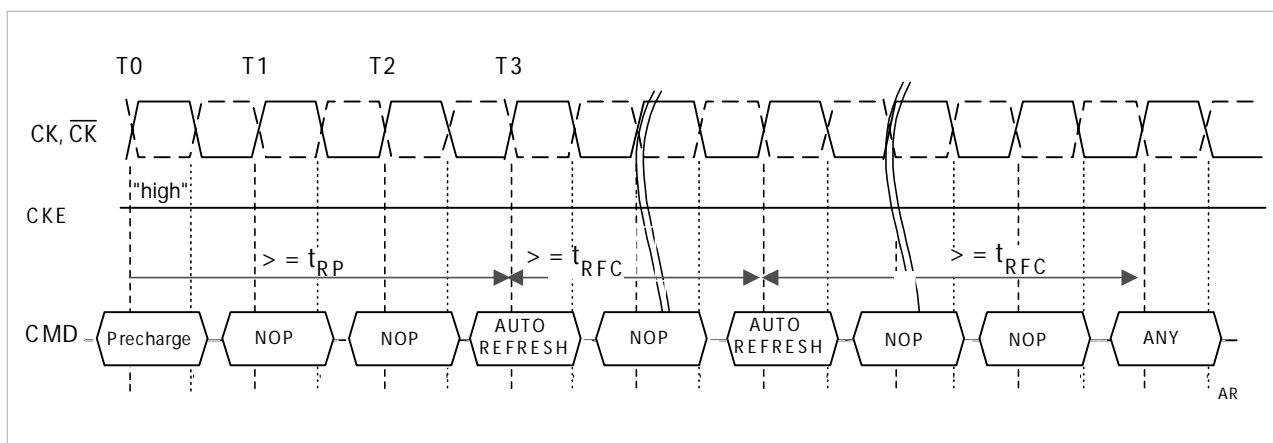 T0 T1 T2 T3
CK, C̅K̅
"high"
CKE
> = tRP > = tRFC > = tRFC
CMD Precharge NOP NOP AUTO REFRESH NOP AUTO REFRESH NOP NOP ANY
AR